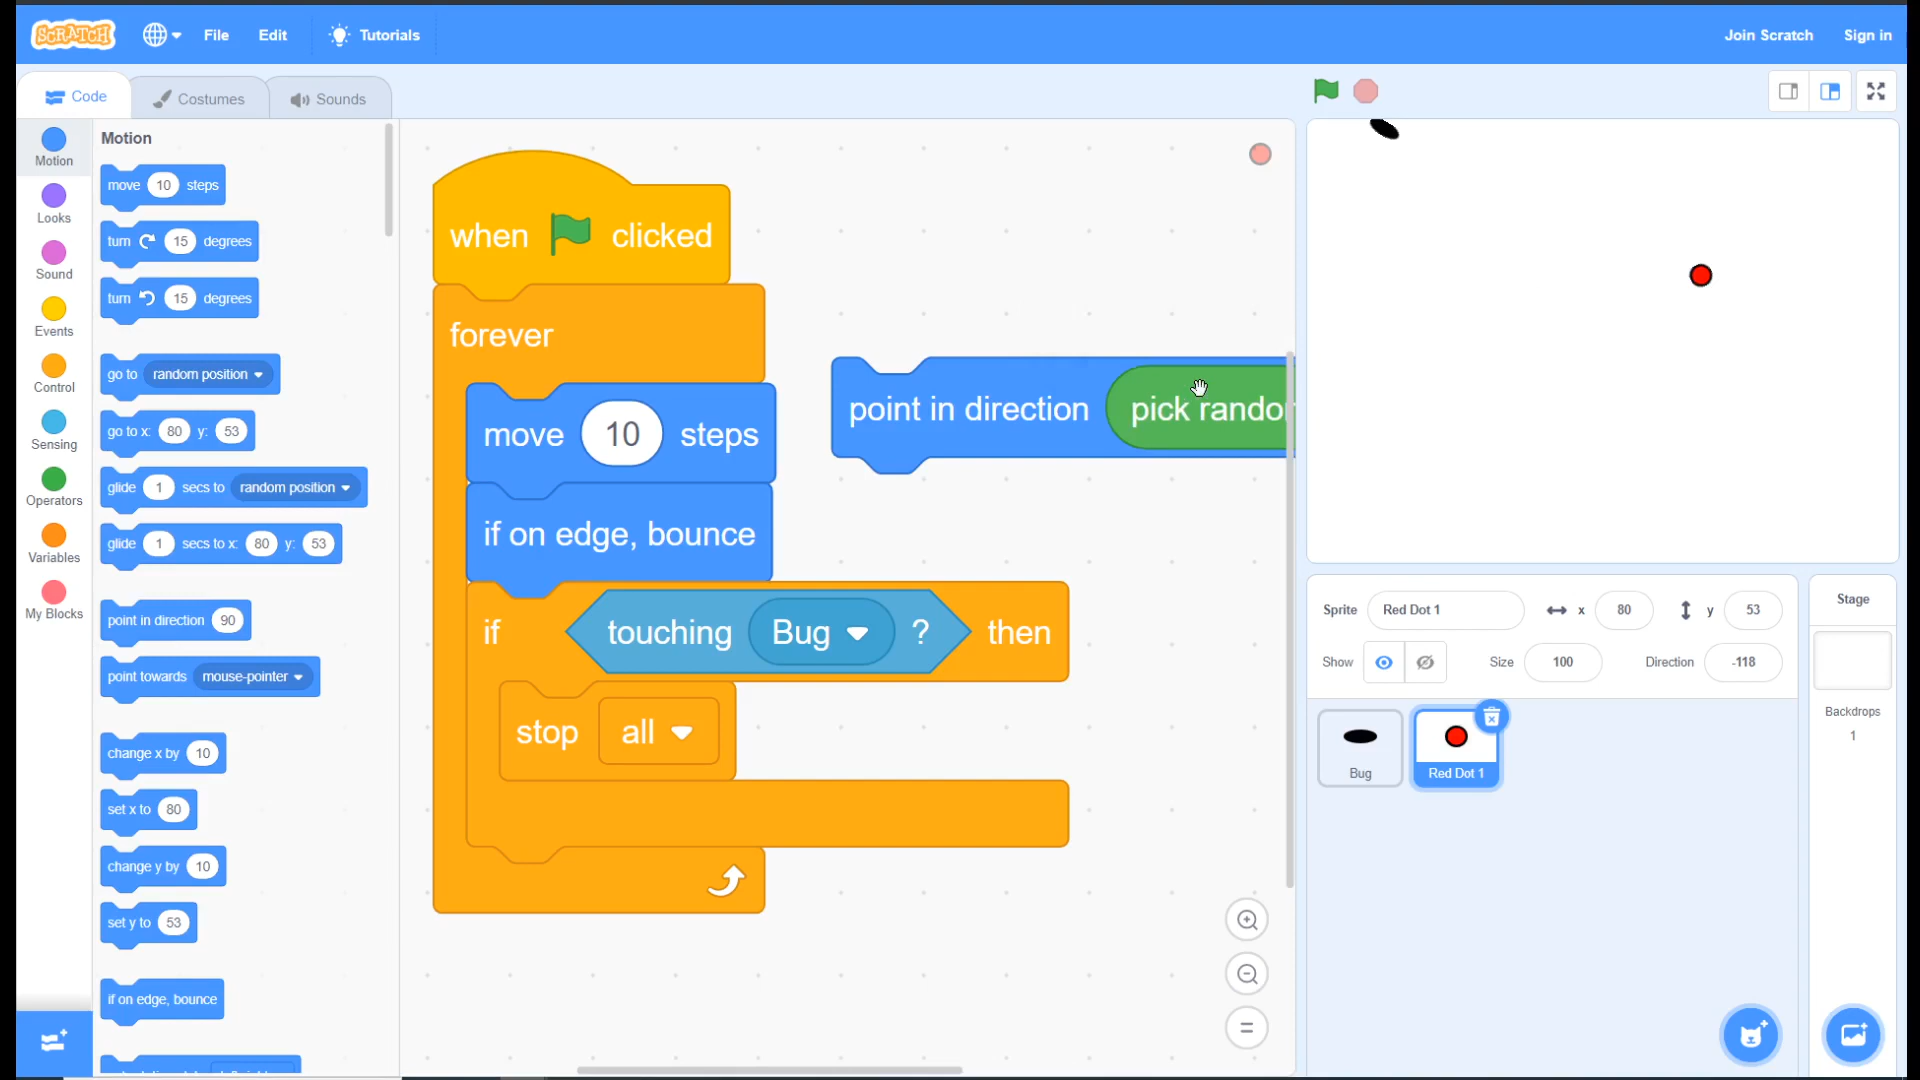 SCRATCH File Edit Tutorials Join Scratch Sign in
Code Costumes Sounds
Motion
Looks
Sound
Events
Control
Sensing
Operators
Variables
My Blocks
Motion
move 10 steps
turn 15 degrees
turn 15 degrees
go to random position
go to x: 80 y: 53
glide 1 secs to random position
glide 1 secs to x: 80 y: 53
point in direction 90
point towards mouse-pointer
change x by 10
set x to 80
change y by 10
set y to 53
if on edge, bounce
when clicked
forever
move 10 steps
if on edge, bounce
if touching Bug ? then
stop all
point in direction pick rando
Sprite Red Dot 1 x 80 y 53
Show Size 100 Direction -118
Bug
Red Dot 1
Stage
Backdrops
1